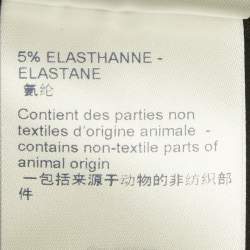 5% ELASTHANNE -
ELASTANE
氨纶
Contient des parties non
textiles d'origine animale -
contains non-textile parts of
animal origin
一包括来源于动物的非纺织部
件